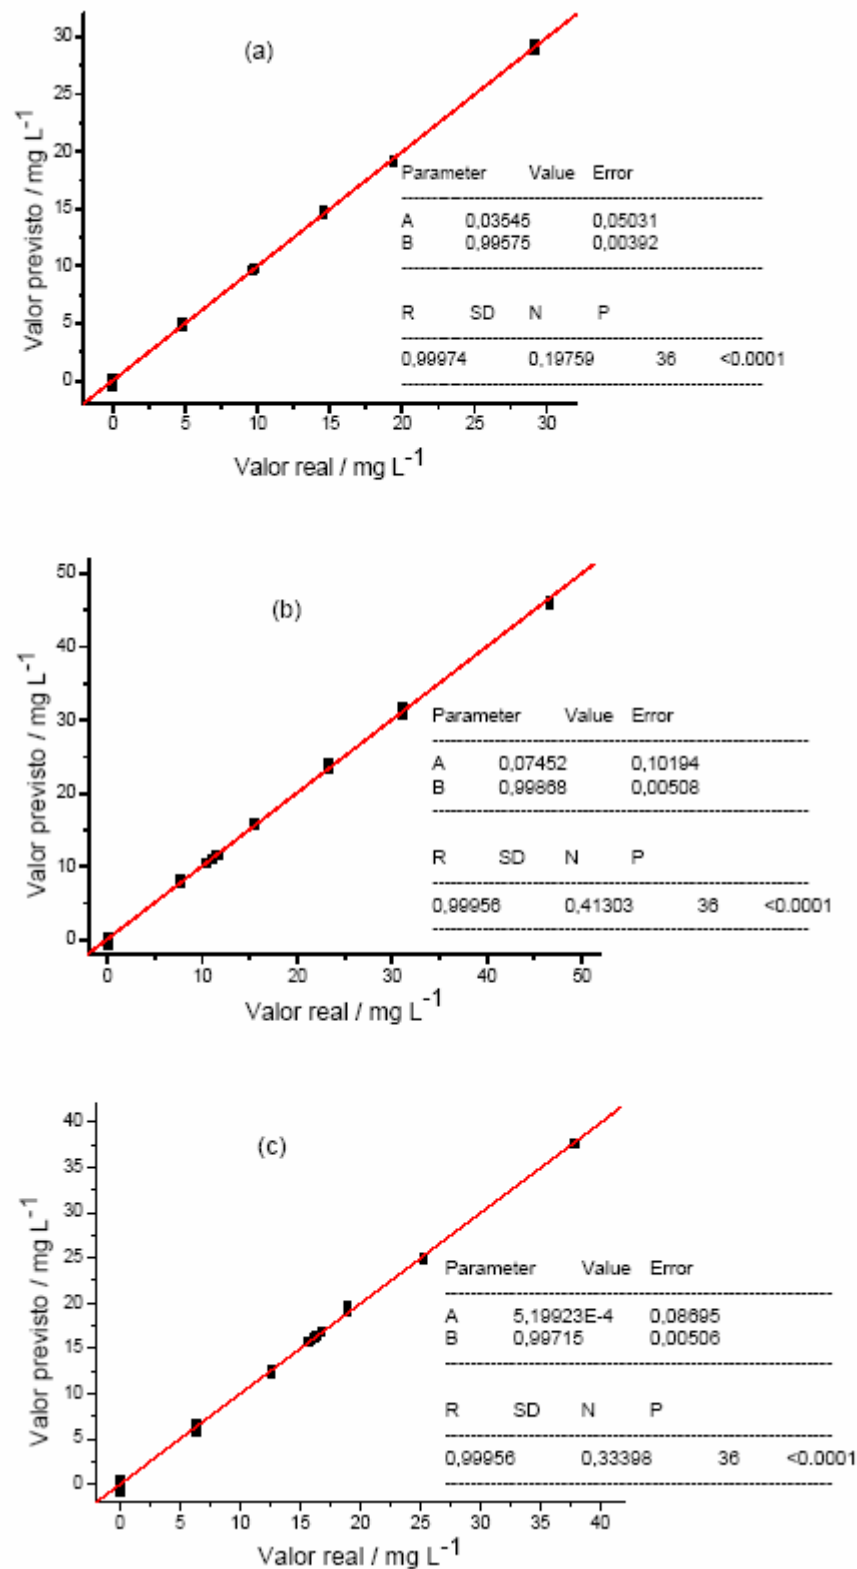 (a)
Valor previsto / mg L-1
30
25
20
15
10
5
0
Parameter Value Error
A 0,03545 0,05031
B 0,99575 0,00392
R SD N P
0,99974 0,19759 36 <0.0001
0 5 10 15 20 25 30
Valor real / mg L-1
(b)
Valor previsto / mg L-1
50
40
30
20
10
0
Parameter Value Error
A 0,07452 0,10194
B 0,99868 0,00508
R SD N P
0,99956 0,41303 36 <0.0001
0 10 20 30 40 50
Valor real / mg L-1
(c)
Valor previsto / mg L-1
40
35
30
25
20
15
10
5
0
Parameter Value Error
A 5,19923E-4 0,08695
B 0,99715 0,00506
R SD N P
0,99956 0,33398 36 <0.0001
0 5 10 15 20 25 30 35 40
Valor real / mg L-1